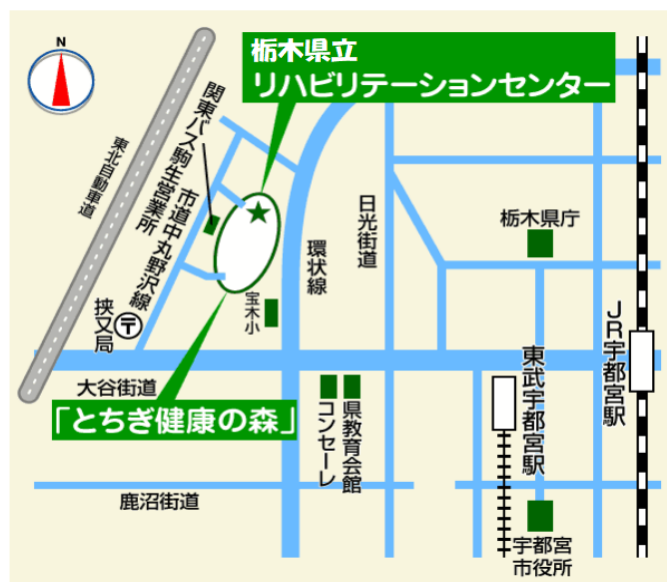 N
栃木県立
リハビリテーションセンター
関東バス駒生営業所
市道中丸野沢線
東北自動車道
日光街道
栃木県庁
環状線
宝木小
挟又局
〒
JR宇都宮駅
東武宇都宮駅
大谷街道
「とちぎ健康の森」
コンセーレ
県教育会館
鹿沼街道
宇都宮
市役所